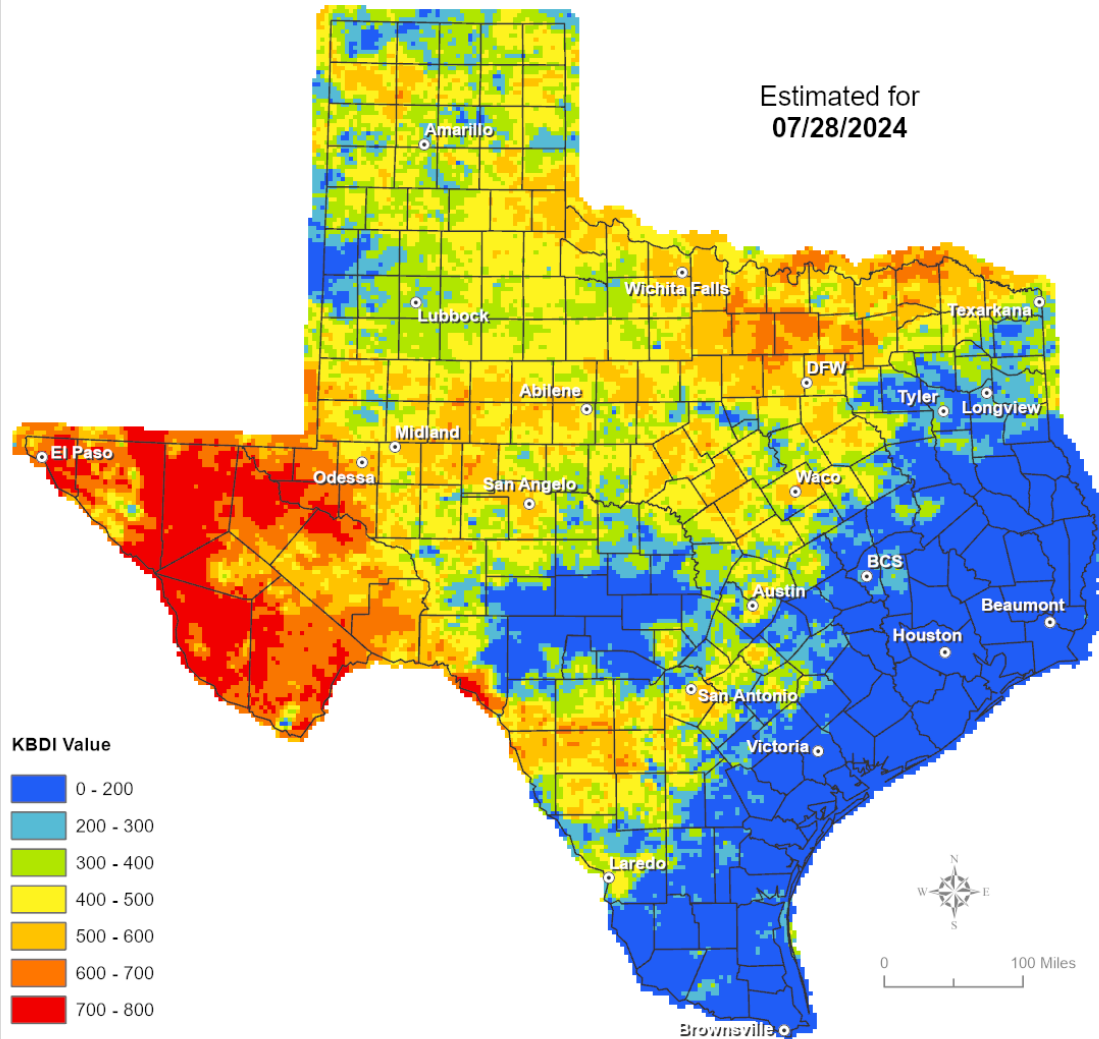 Estimated for
07/28/2024
Amarillo
Wichita Falls
Lubbock
Texarkana
DFW
Abilene
Tyler
Longview
Midland
El Paso
Odessa
San Angelo
Waco
BCS
Austin
Beaumont
Houston
San Antonio
Victoria
Laredo
Brownsville
KBDI Value
0 - 200
200 - 300
300 - 400
400 - 500
500 - 600
600 - 700
700 - 800
N
W E
S
0 100 Miles